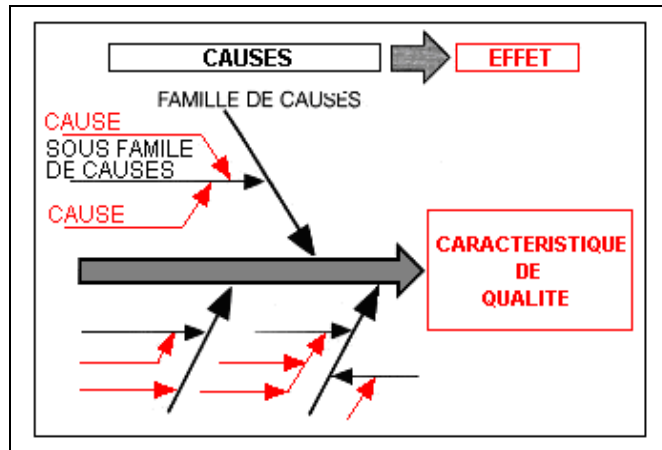 CAUSES
EFFET
FAMILLE DE CAUSES
CAUSE
SOUS FAMILE
DE CAUSES
CAUSE
CARACTERISTIQUE
DE
QUALITE